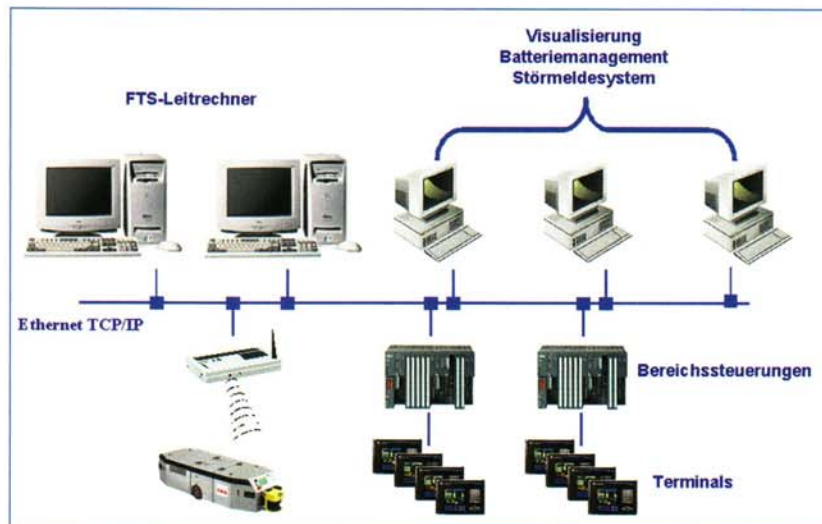 Visualisierung
Batteriemanagement
Störmeldesystem
FTS-Leitrechner
Ethernet TCP/IP
Bereichssteuerungen
Terminals